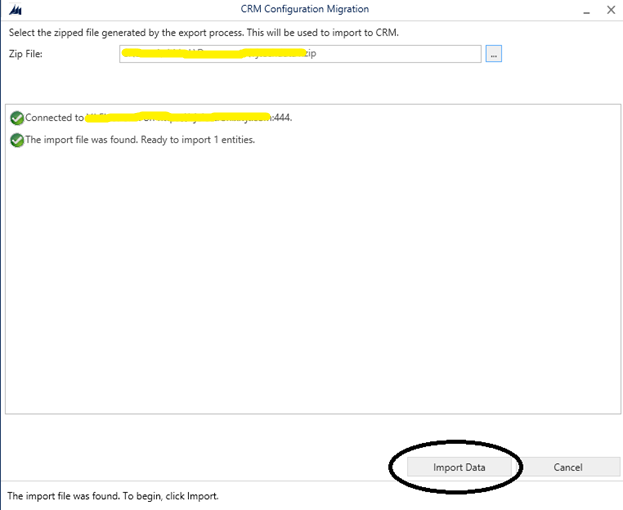 CRM Configuration Migration
Select the zipped file generated by the export process. This will be used to import to CRM.
Zip File: zip ...
Connected to :444.
The import file was found. Ready to import 1 entities.
Import Data Cancel
The import file was found. To begin, click Import.